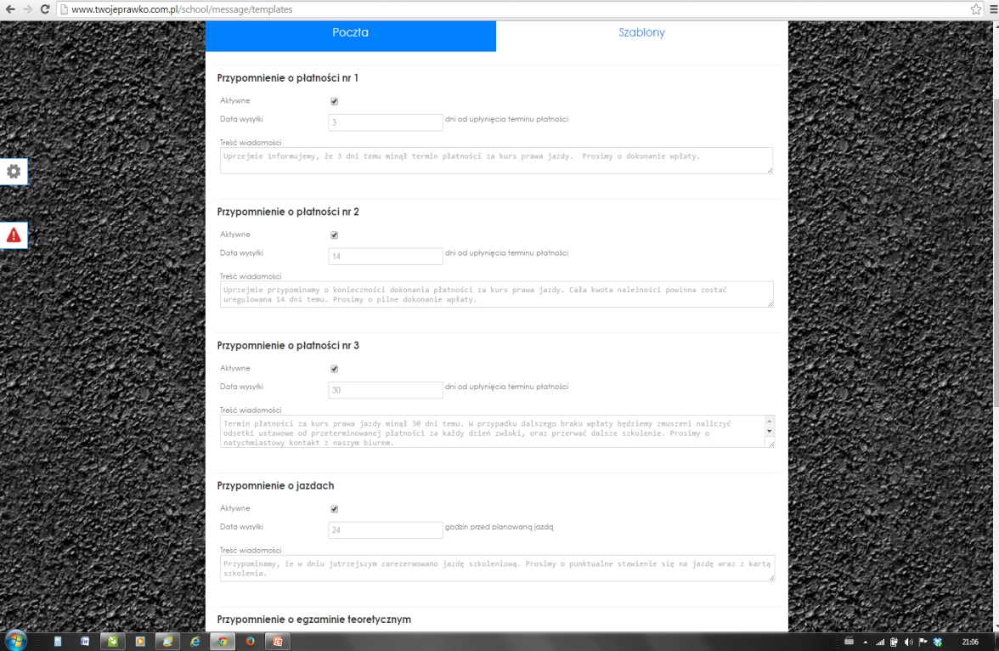 www.twojeprawko.com.pl/school/message/templates
Poczta
Szablony
Przypomnienie o płatności nr 1
Aktywne
Data wysyłki
3
dni od upłynięcia terminu płatności
Treść wiadomości
Uprzejmie informujemy, że 3 dni temu minął termin płatności za kurs prawa jazdy.  Prosimy o dokonanie wpłaty.
Przypomnienie o płatności nr 2
Aktywne
Data wysyłki
14
dni od upłynięcia terminu płatności
Treść wiadomości
Uprzejmie przypominamy o konieczności dokonania płatności za kurs prawa jazdy. Cała kwota należności powinna zostać
uregulowana 14 dni temu. Prosimy o pilne dokonanie wpłaty.
Przypomnienie o płatności nr 3
Aktywne
Data wysyłki
30
dni od upłynięcia terminu płatności
Treść wiadomości
Termin płatności za kurs prawa jazdy minął 30 dni temu. W przypadku dalszego braku wpłaty będziemy zmuszeni naliczyć
odsetki ustawowe od przeterminowanej płatności za każdy dzień zwłoki, oraz przerwać dalsze szkolenie. Prosimy o
natychmiastowy kontakt z naszym biurem.
Przypomnienie o jazdach
Aktywne
Data wysyłki
24
godzin przed planowaną jazdą
Treść wiadomości
Przypominamy, że w dniu jutrzejszym zarezerwowano jazdę szkoleniową. Prosimy o punktualne stawienie się na jazdę wraz z kartą
szkolenia.
Przypomnienie o egzaminie teoretycznym
21:06